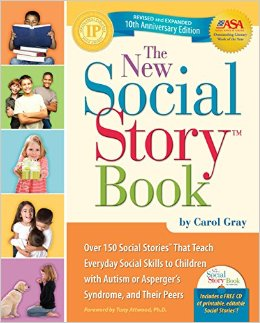 REVISED and EXPANDED
10th Anniversary Edition
IP
ASA
Outstanding Literary
Work of the Year
The
New
Social
Story™
Book
by Carol Gray
Over 150 Social Stories™ That Teach
Everyday Social Skills to Children
with Autism or Asperger's
Syndrome, and Their Peers
Foreword by Tony Attwood, Ph.D.
The
New
Social
Story Book
Includes a FREE CD
of printable, editable
Social Stories!